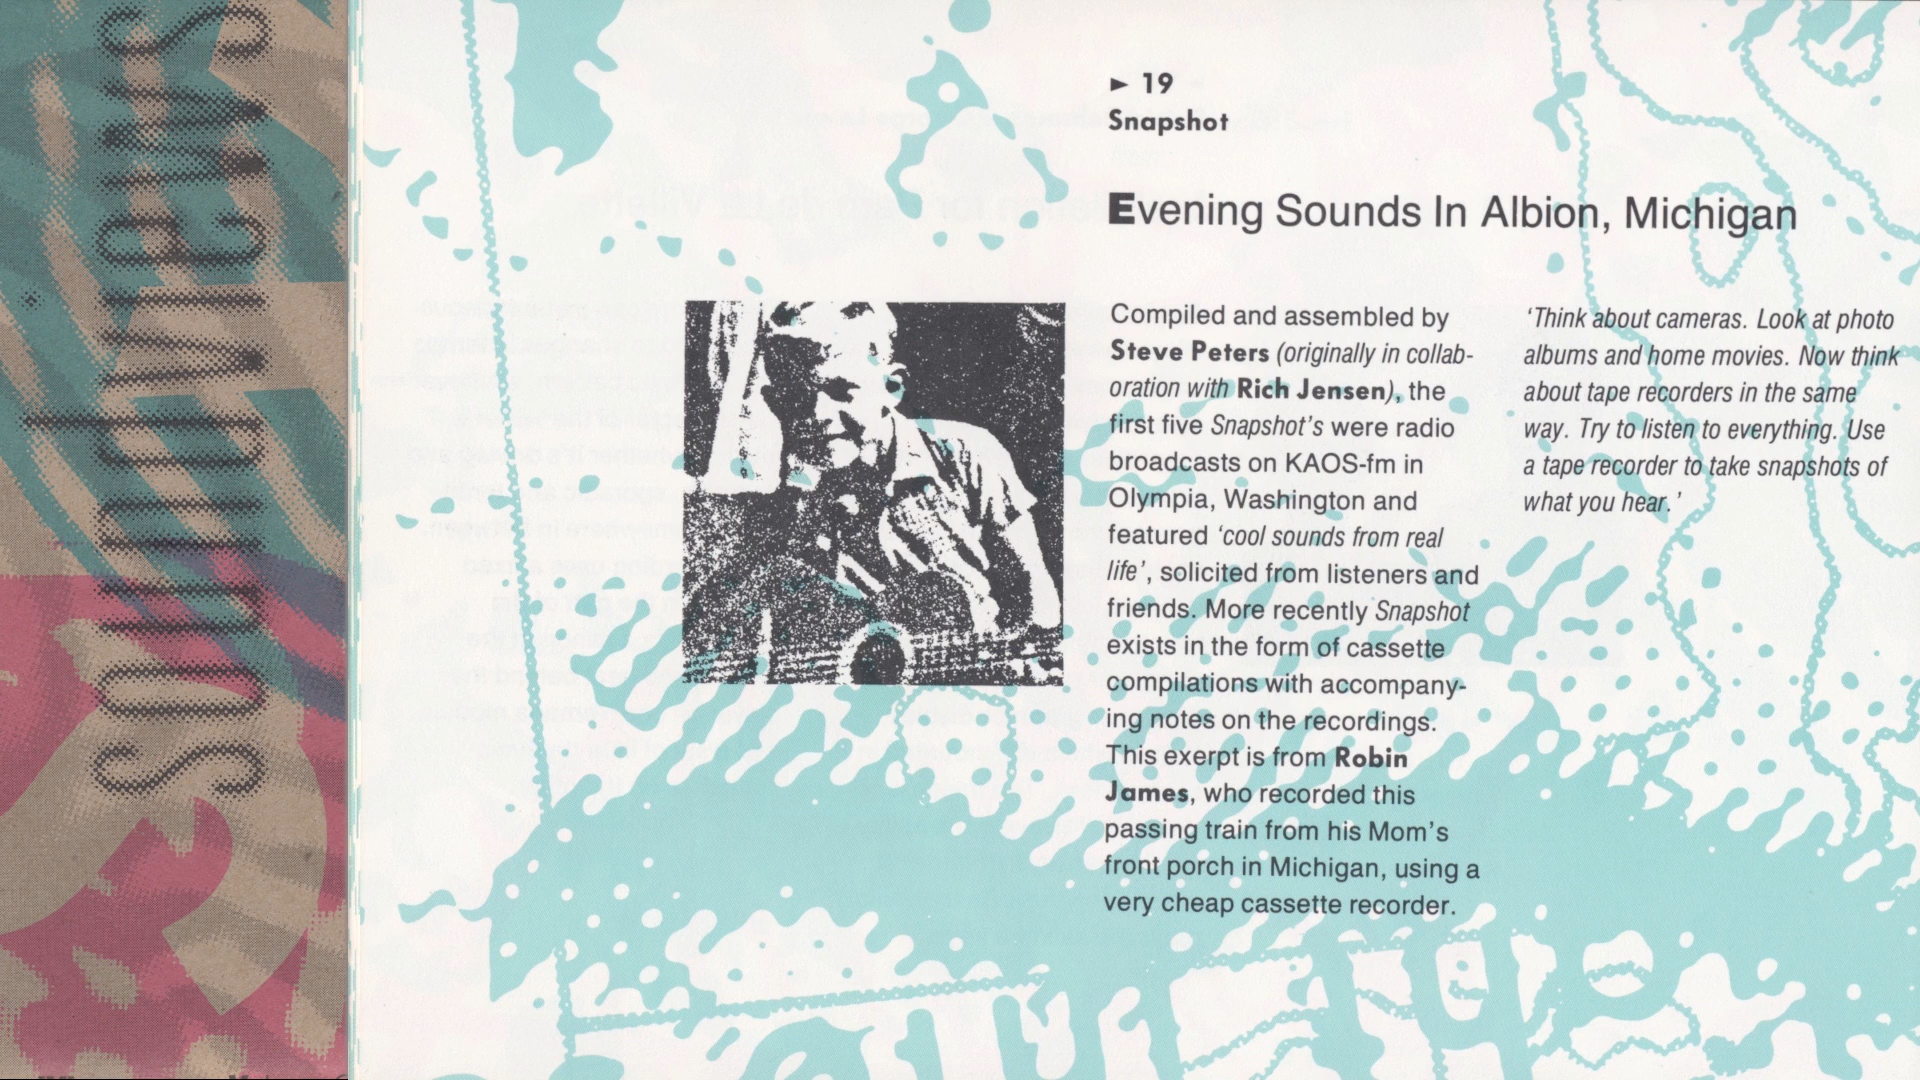 SOUNDVIEWS
► 19
Snapshot
Evening Sounds In Albion, Michigan
Compiled and assembled by
Steve Peters (originally in collab-
oration with Rich Jensen), the
first five Snapshot's were radio
broadcasts on KAOS-fm in
Olympia, Washington and
featured ‘cool sounds from real
life’, solicited from listeners and
friends. More recently Snapshot
exists in the form of cassette
compilations with accompany-
ing notes on the recordings.
This exerpt is from Robin
James, who recorded this
passing train from his Mom’s
front porch in Michigan, using a
very cheap cassette recorder.
‘Think about cameras. Look at photo
albums and home movies. Now think
about tape recorders in the same
way. Try to listen to everything. Use
a tape recorder to take snapshots of
what you hear.’